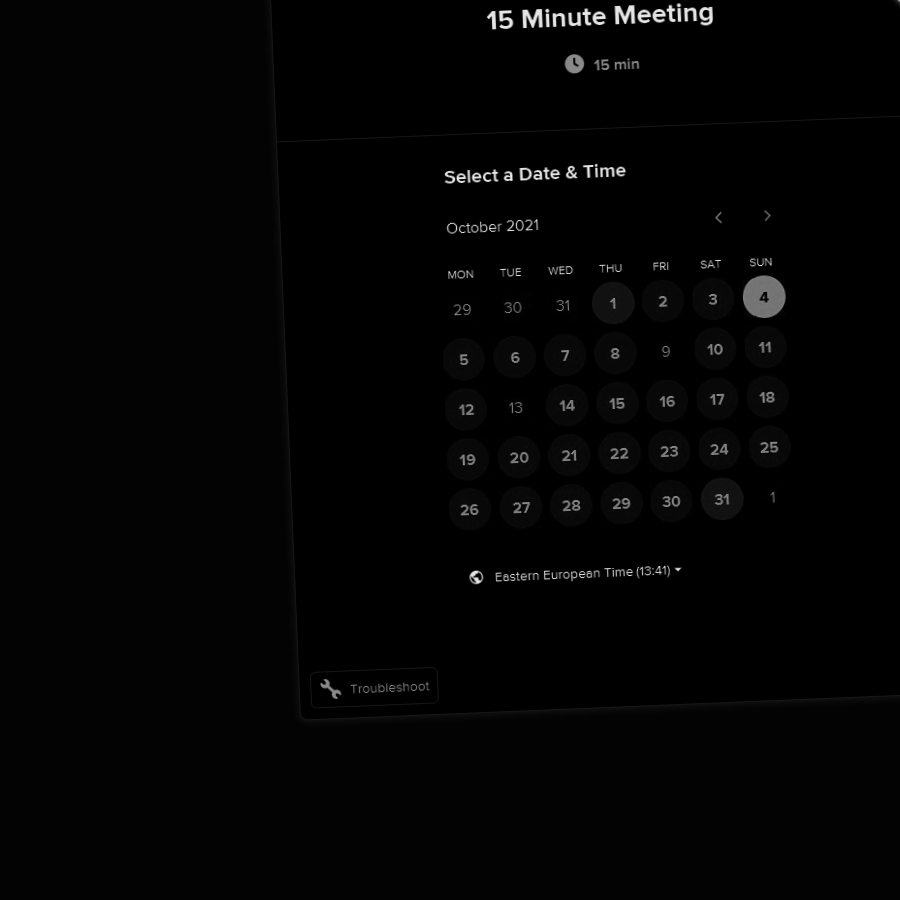 15 Minute Meeting
15 min
Select a Date & Time
October 2021
MON TUE WED THU FRI SAT SUN
29 30 31 1 2 3 4
5 6 7 8 9 10 11
12 13 14 15 16 17 18
19 20 21 22 23 24 25
26 27 28 29 30 31 1
Eastern European Time (13:41)
Troubleshoot